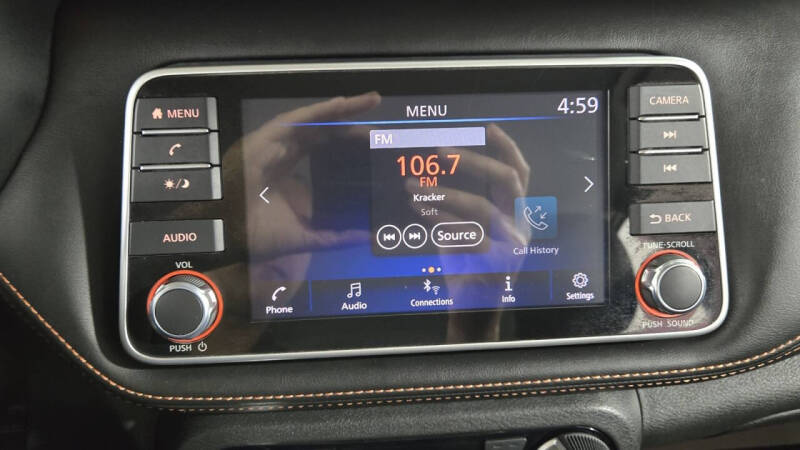 MENU
AUDIO
VOL
PUSH
MENU
4:59
FM
106.7
FM
Kracker
Soft
Source
Call History
Phone
Audio
Connections
Info
Settings
CAMERA
BACK
TUNE·SCROLL
PUSH SOUND